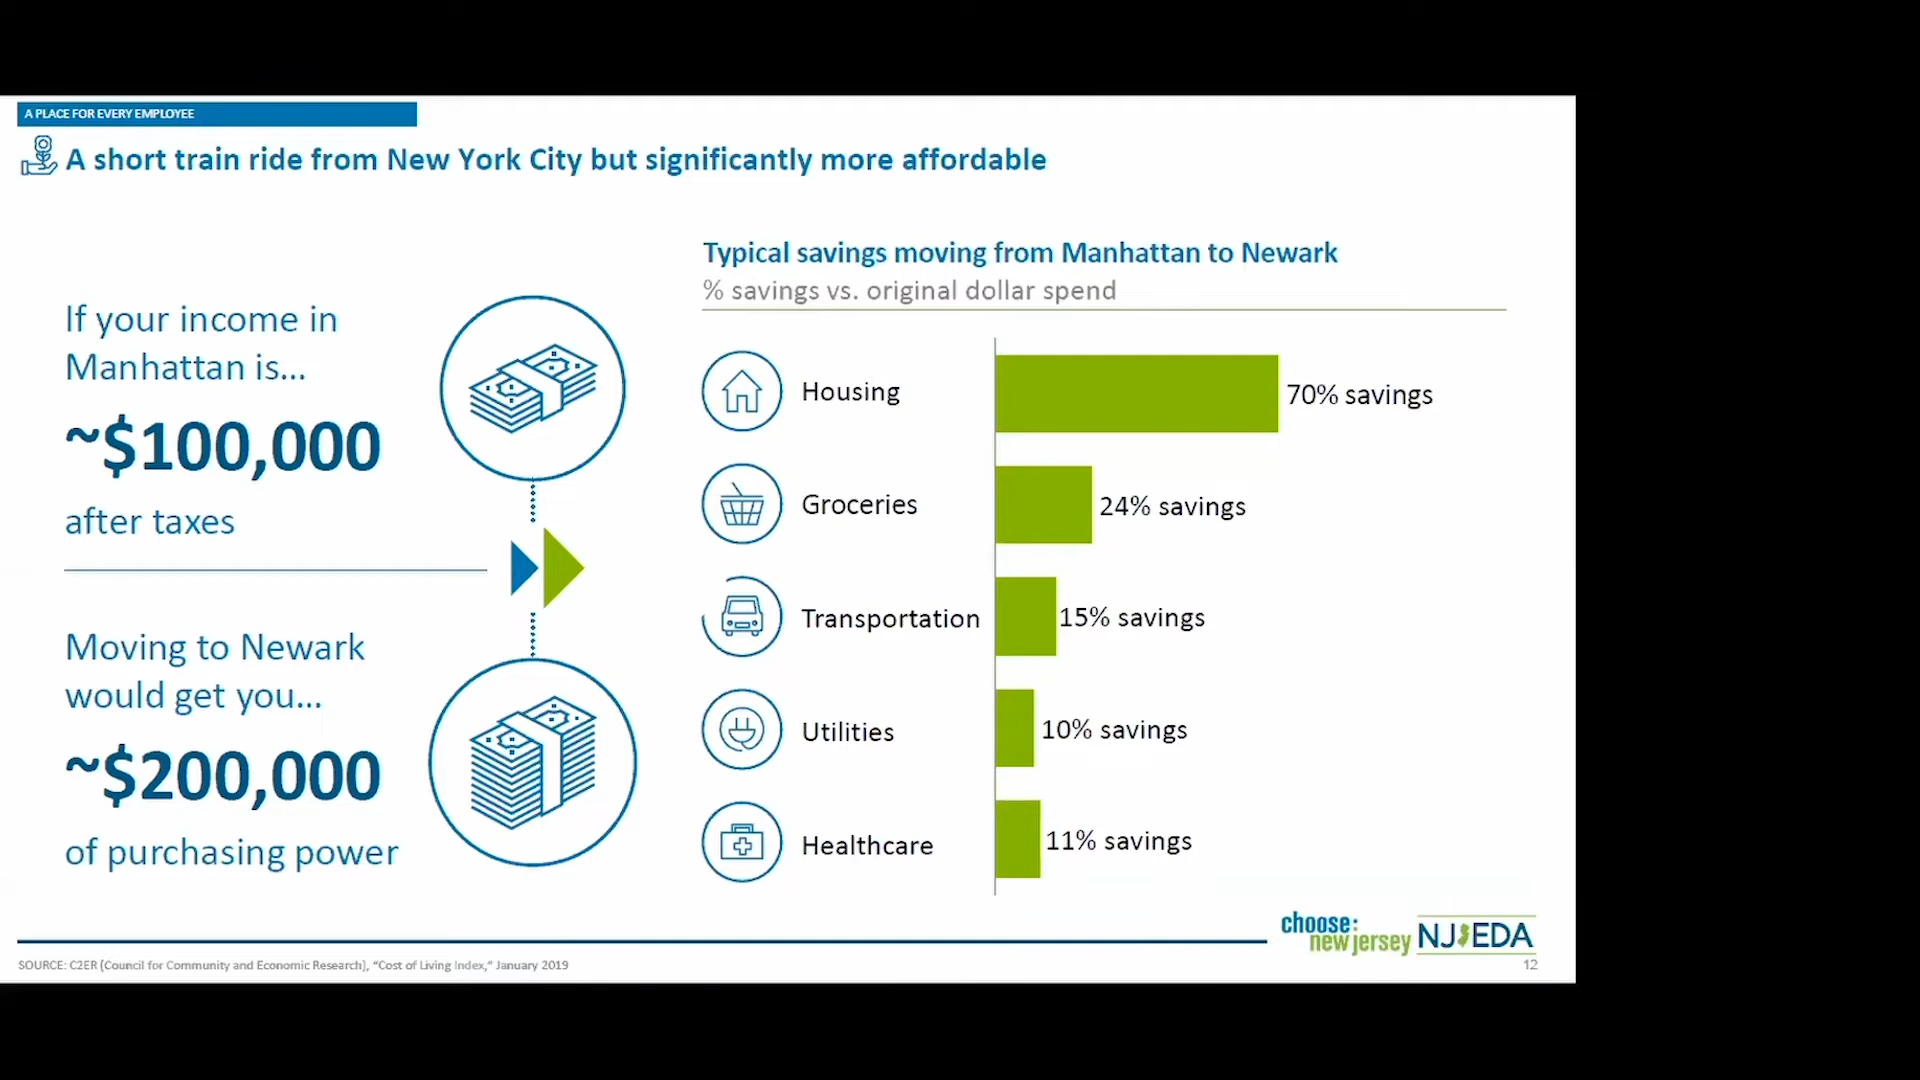 A PLACE FOR EVERY EMPLOYEE
A short train ride from New York City but significantly more affordable
If your income in
Manhattan is...
~$100,000
after taxes
Moving to Newark
would get you...
~$200,000
of purchasing power
Typical savings moving from Manhattan to Newark
% savings vs. original dollar spend
Housing
70% savings
Groceries
24% savings
Transportation
15% savings
Utilities
10% savings
Healthcare
11% savings
choose:
new jersey
NJEDA
SOURCE: C2ER (Council for Community and Economic Research), “Cost of Living Index,” January 2019
12